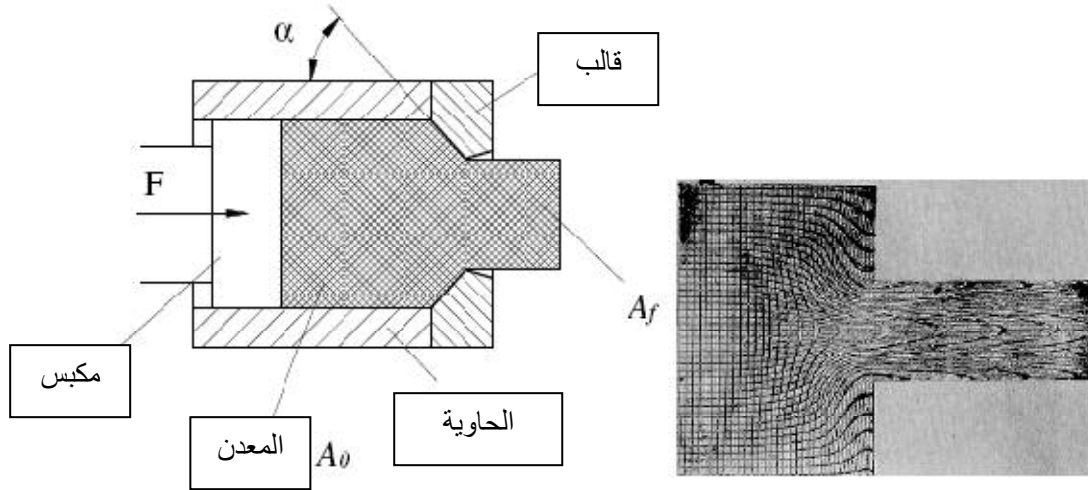 α
قالب
F
A_f
مكبس
الحاوية
المعدن A_0